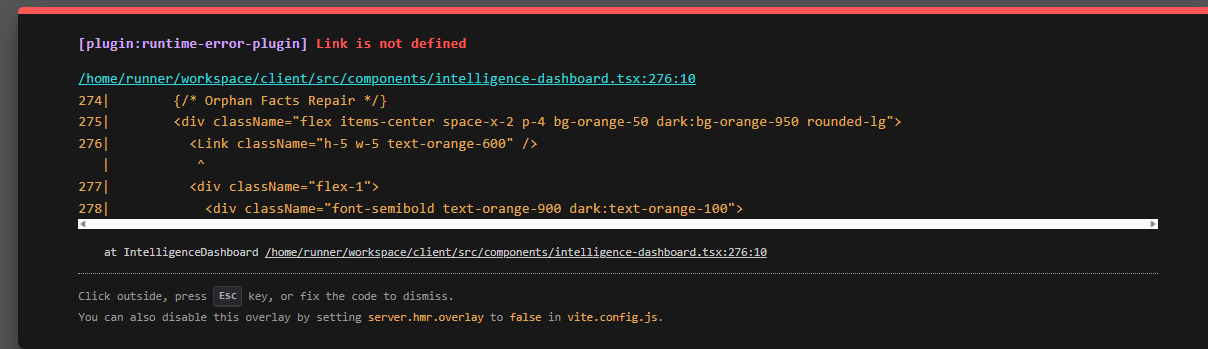 [plugin:runtime-error-plugin] Link is not defined
/home/runner/workspace/client/src/components/intelligence-dashboard.tsx:276:10
274|        {/* Orphan Facts Repair */}
275|        <div className="flex items-center space-x-2 p-4 bg-orange-50 dark:bg-orange-950 rounded-lg">
276|          <Link className="h-5 w-5 text-orange-600" />
   |           ^
277|          <div className="flex-1">
278|            <div className="font-semibold text-orange-900 dark:text-orange-100">
at IntelligenceDashboard /home/runner/workspace/client/src/components/intelligence-dashboard.tsx:276:10
Click outside, press Esc key, or fix the code to dismiss.
You can also disable this overlay by setting server.hmr.overlay to false in vite.config.js.